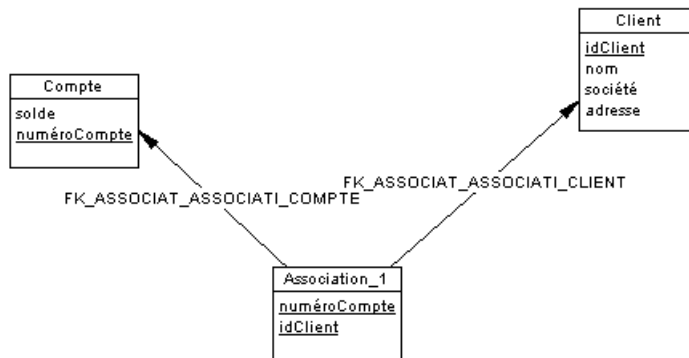 Client
idClient
nom
société
adresse
Compte
solde
numéroCompte
FK_ASSOCIAT_ASSOCIATI_CLIENT
FK_ASSOCIAT_ASSOCIATI_COMPTE
Association_1
numéroCompte
idClient